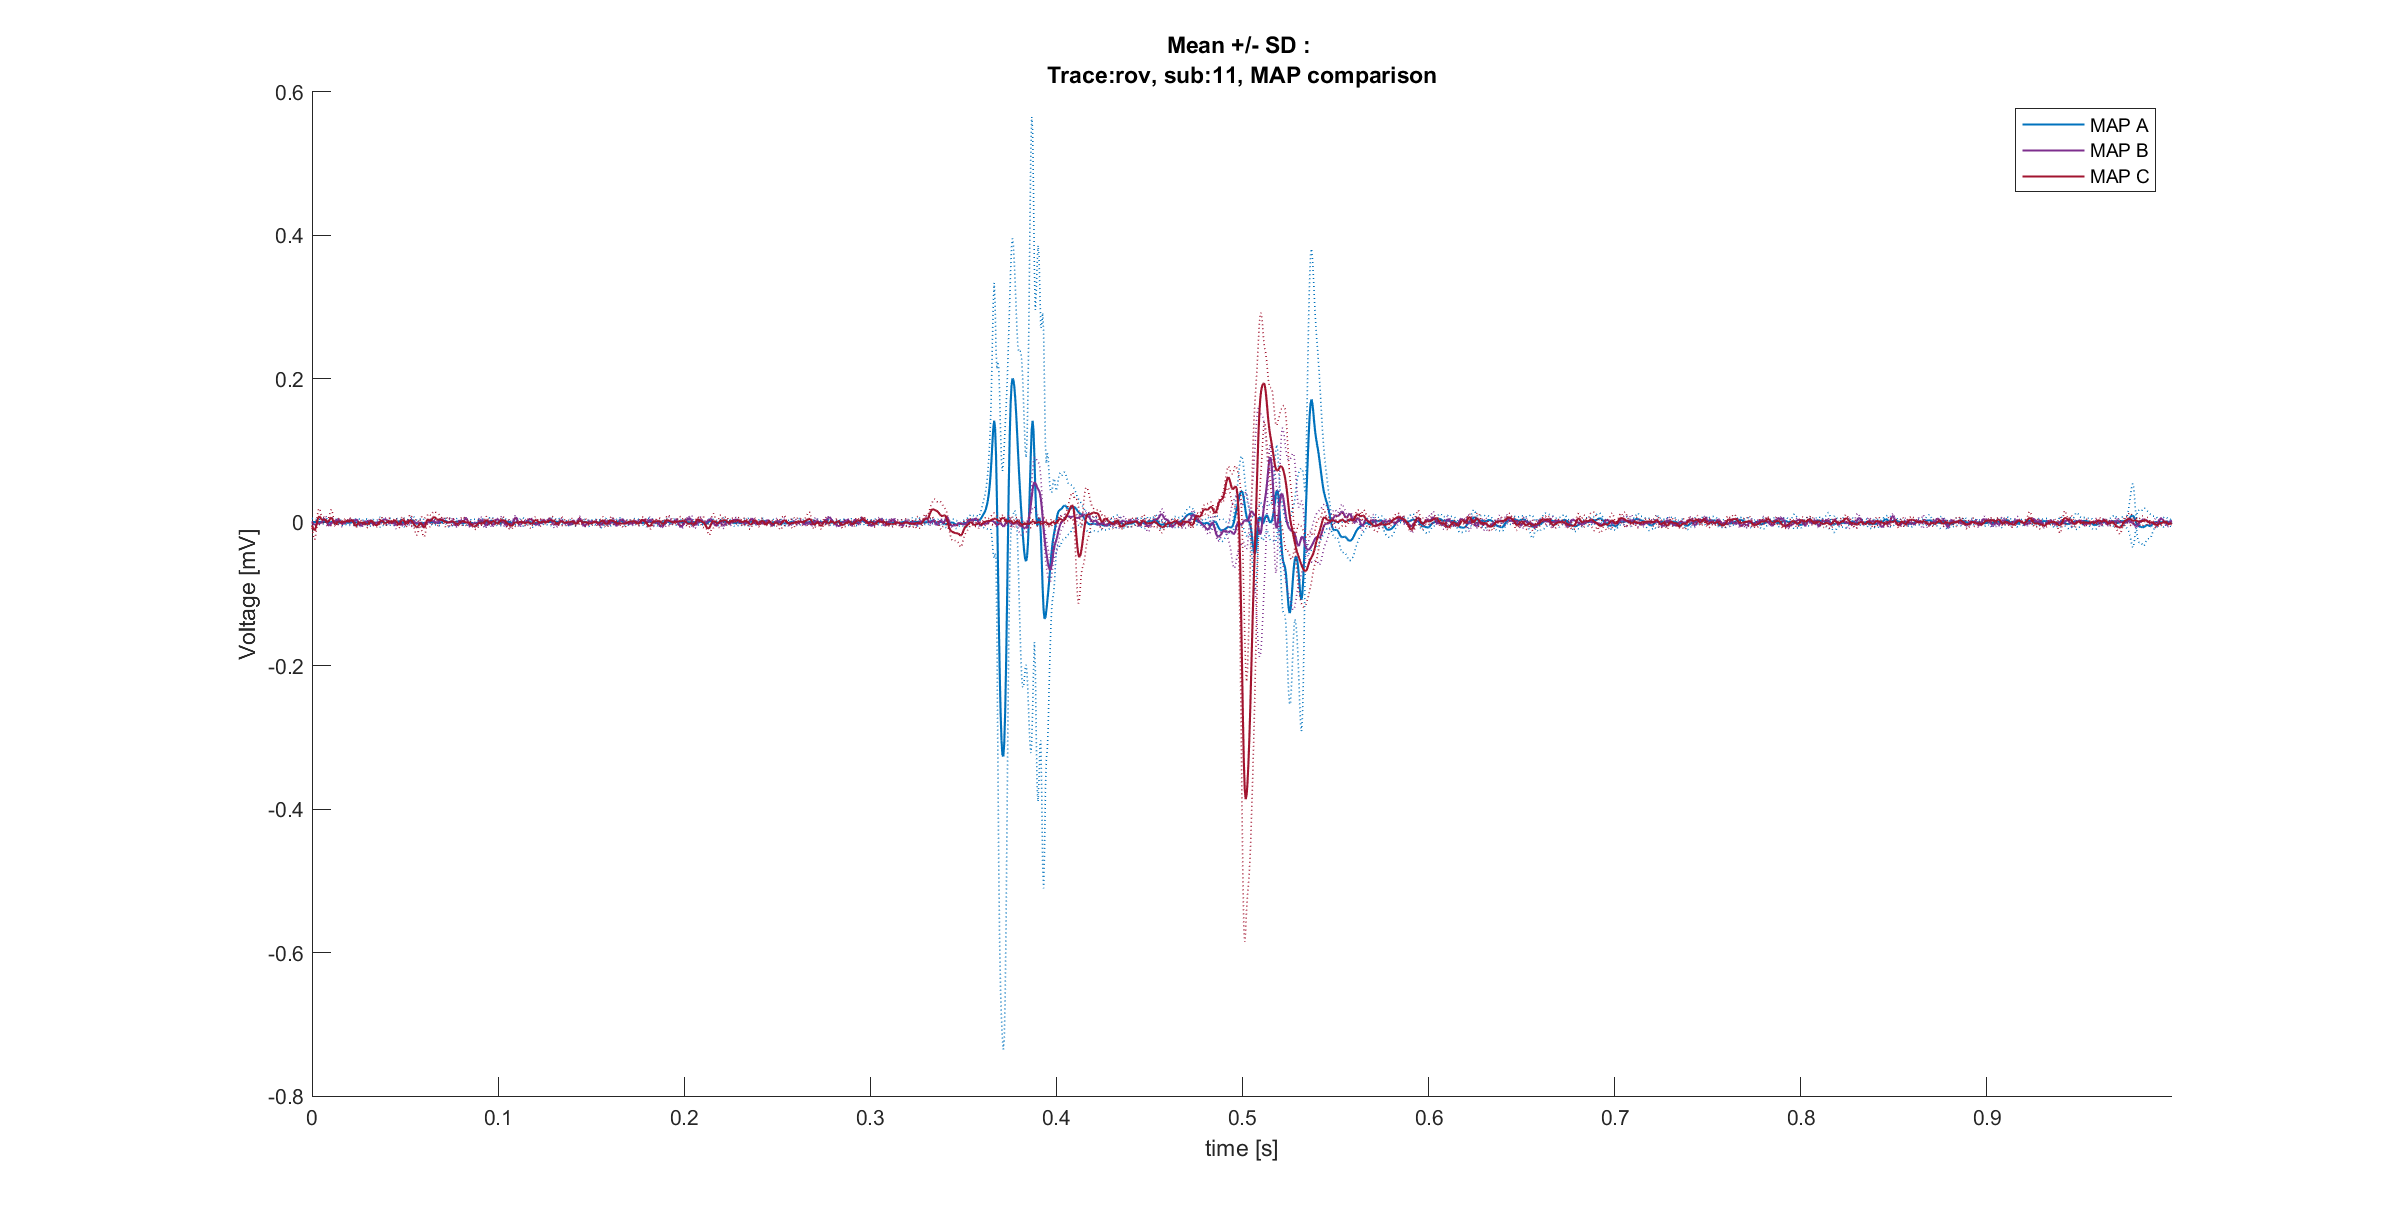 Mean +/- SD :
Trace:rov, sub:11, MAP comparison
MAP A
MAP B
MAP C
0.6
0.4
0.2
0
-0.2
-0.4
-0.6
-0.8
Voltage [mV]
0 0.1 0.2 0.3 0.4 0.5 0.6 0.7 0.8 0.9
time [s]